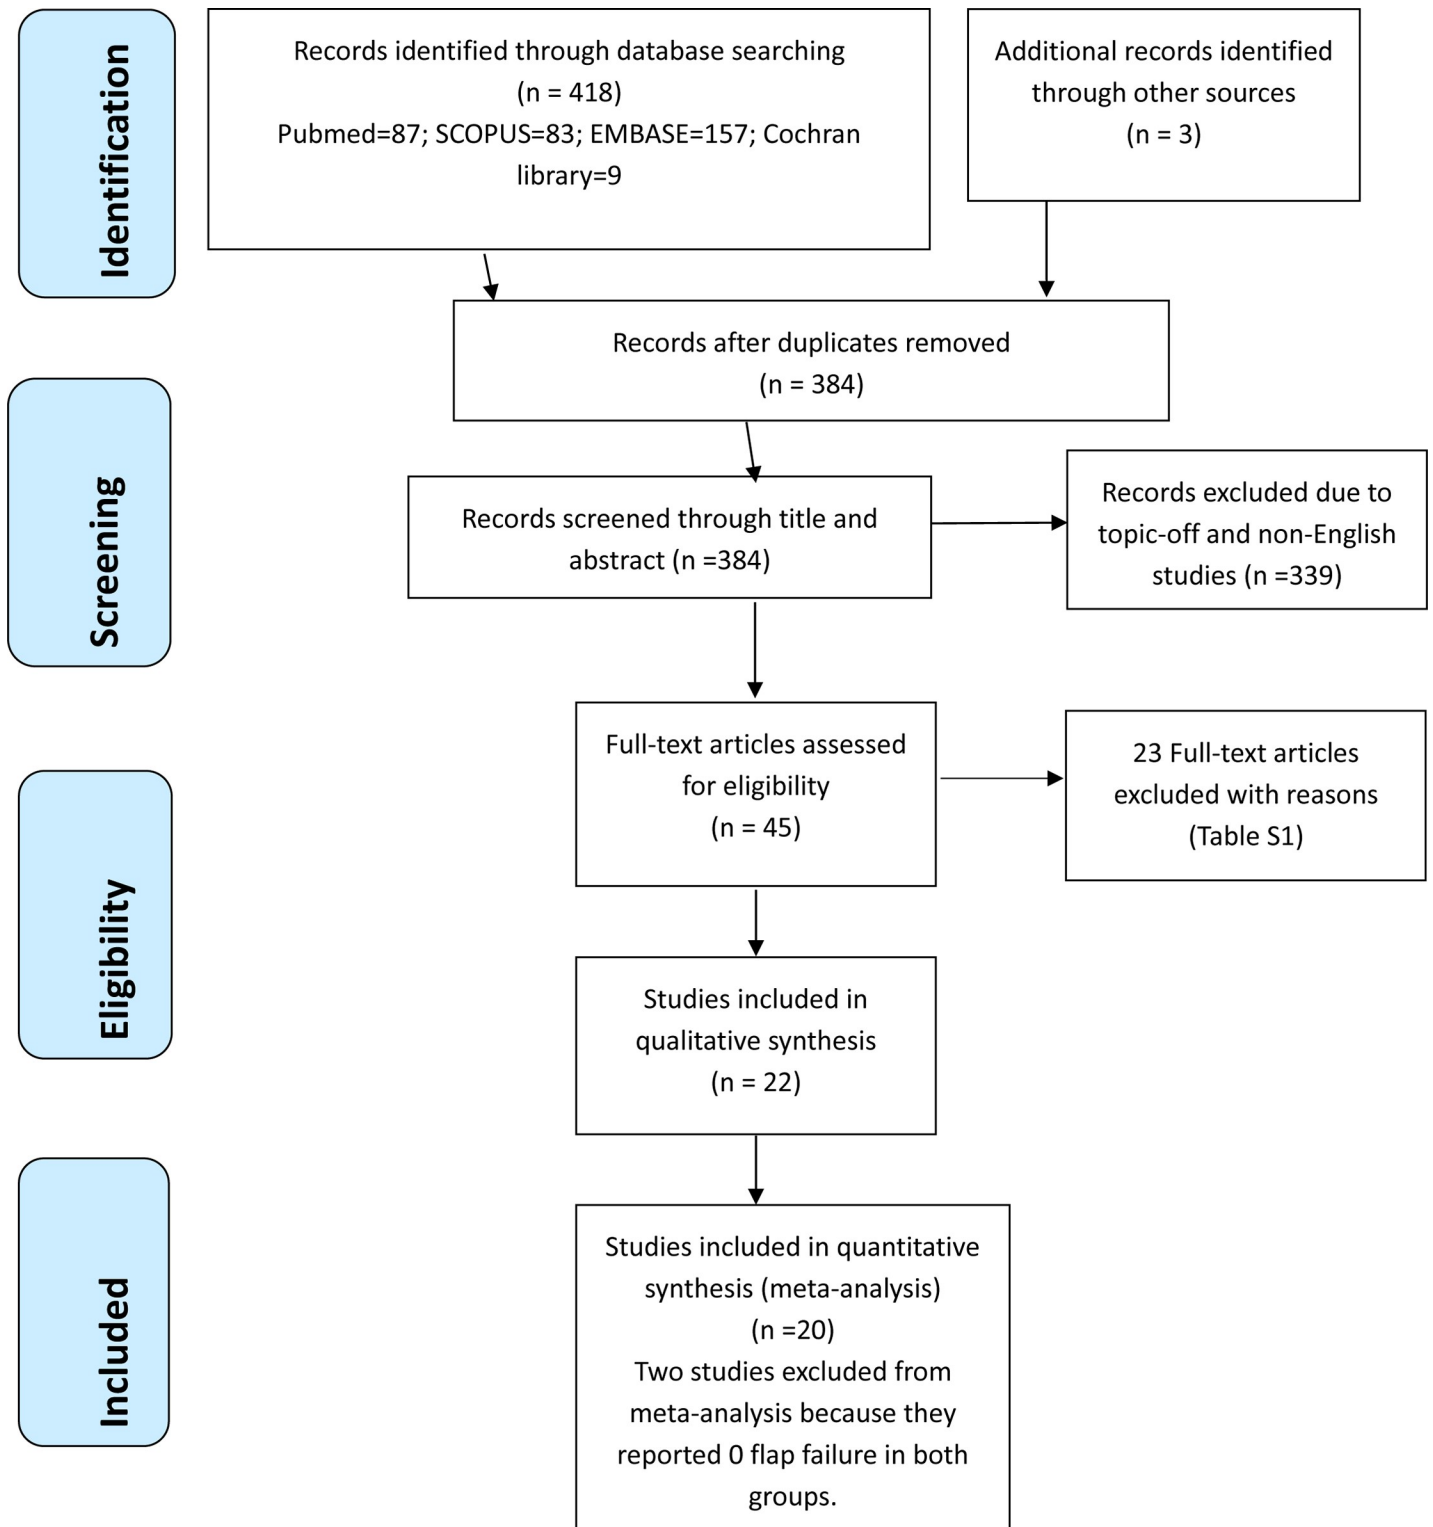 Identification
Records identified through database searching
(n = 418)
Pubmed=87; SCOPUS=83; EMBASE=157; Cochran
library=9
Additional records identified
through other sources
(n = 3)
Records after duplicates removed
(n = 384)
Screening
Records screened through title and
abstract (n =384)
Records excluded due to
topic-off and non-English
studies (n =339)
Full-text articles assessed
for eligibility
(n = 45)
23 Full-text articles
excluded with reasons
(Table S1)
Eligibility
Studies included in
qualitative synthesis
(n = 22)
Included
Studies included in quantitative
synthesis (meta-analysis)
(n =20)
Two studies excluded from
meta-analysis because they
reported 0 flap failure in both
groups.